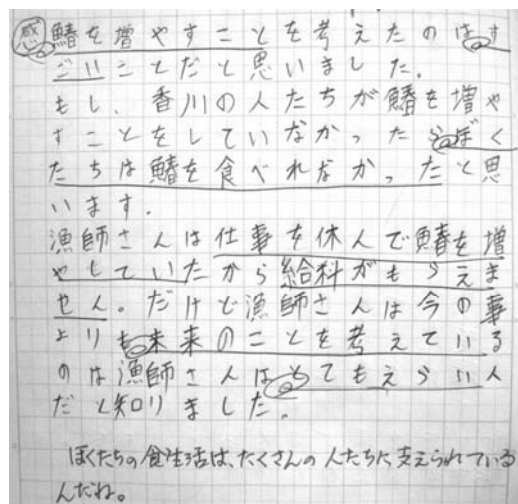 感 鰆を増やすことを考えたのはす
ごいことだと思いました。
もし、香川の人たちが鰆を増や
すことをしていなかったらぼく
たちは鰆を食べれなかったと思
います。
漁師さんは仕事を休んで鰆を増
やしていたから給料がもらえま
せん。だけど漁師さんは今の事
よりも未来のことを考えている
のは漁師さんはとてもえらい人
だと知りました。
ぼくたちの食生活は、たくさんの人たちに支えられている
んだね。